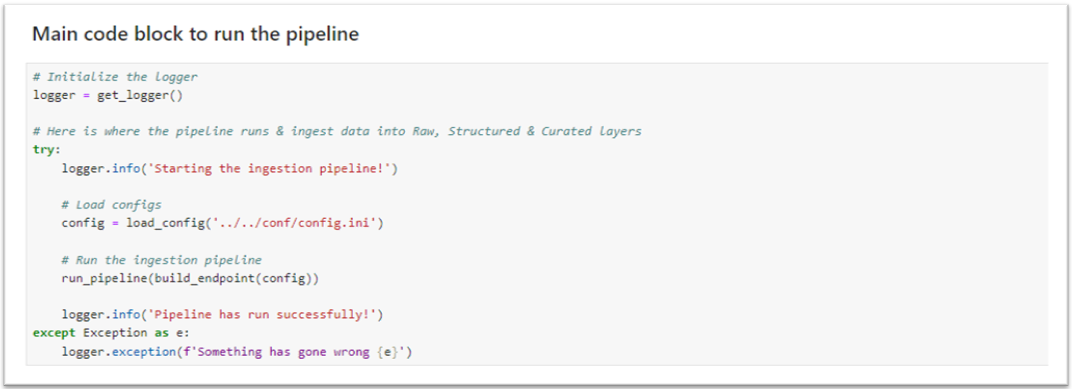 Main code block to run the pipeline
# Initialize the logger
logger = get_logger()
# Here is where the pipeline runs & ingest data into Raw, Structured & Curated layers
try:
    logger.info('Starting the ingestion pipeline!')
    # Load configs
    config = load_config('../../conf/config.ini')
    # Run the ingestion pipeline
    run_pipeline(build_endpoint(config))
    logger.info('Pipeline has run successfully!')
except Exception as e:
    logger.exception(f'Something has gone wrong {e}')